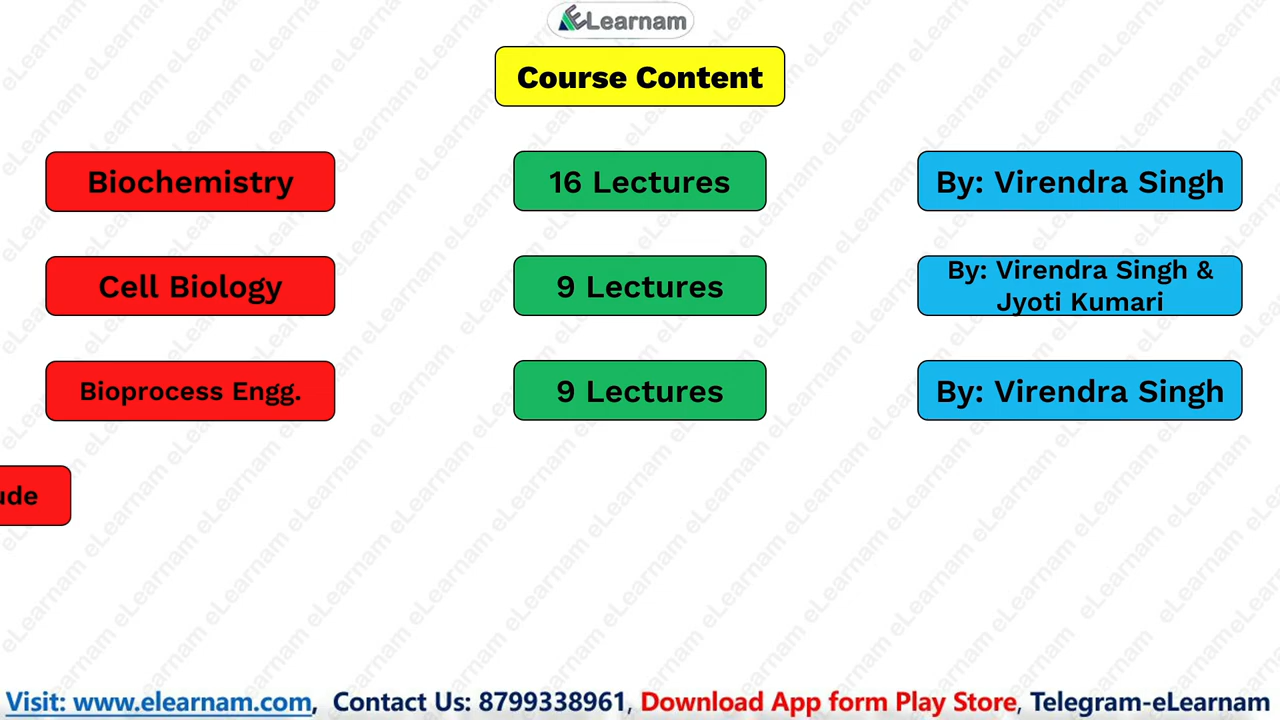 ELearnam
Course Content
Biochemistry
16 Lectures
By: Virendra Singh
Cell Biology
9 Lectures
By: Virendra Singh &
Jyoti Kumari
Bioprocess Engg.
9 Lectures
By: Virendra Singh
ude
Visit: www.elearnam.com, Contact Us: 8799338961, Download App form Play Store, Telegram-eLearnam